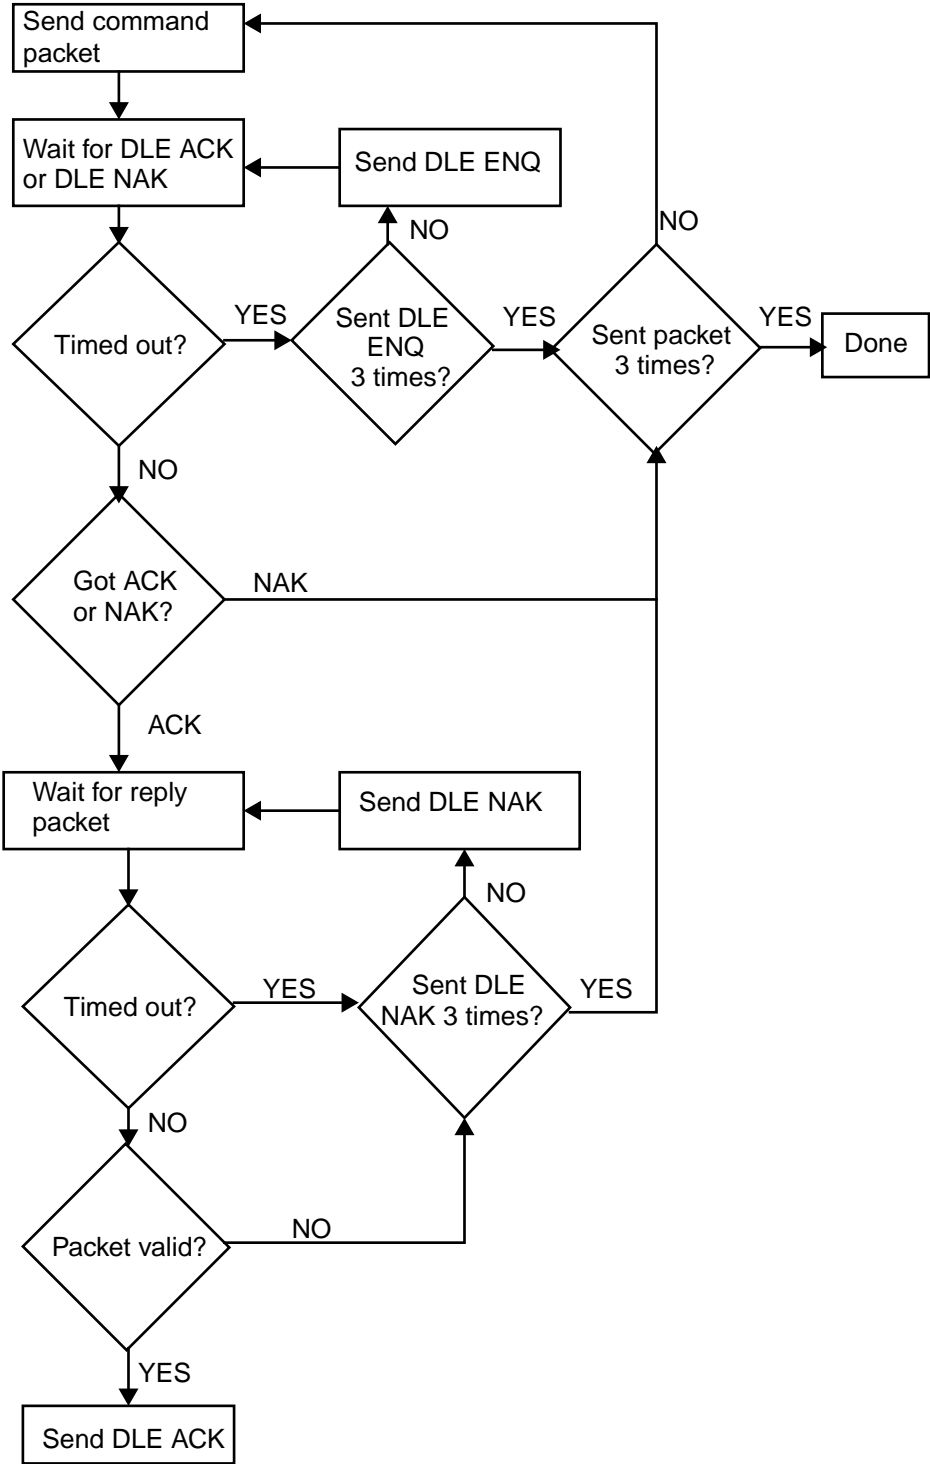 Send command
packet
Wait for DLE ACK
or DLE NAK
Send DLE ENQ
NO
NO
Timed out?
YES
Sent DLE
ENQ
3 times?
YES
Sent packet
3 times?
YES
Done
NO
Got ACK
or NAK?
NAK
ACK
Wait for reply
packet
Send DLE NAK
NO
Timed out?
YES
Sent DLE
NAK 3 times?
YES
NO
Packet valid?
NO
YES
Send DLE ACK